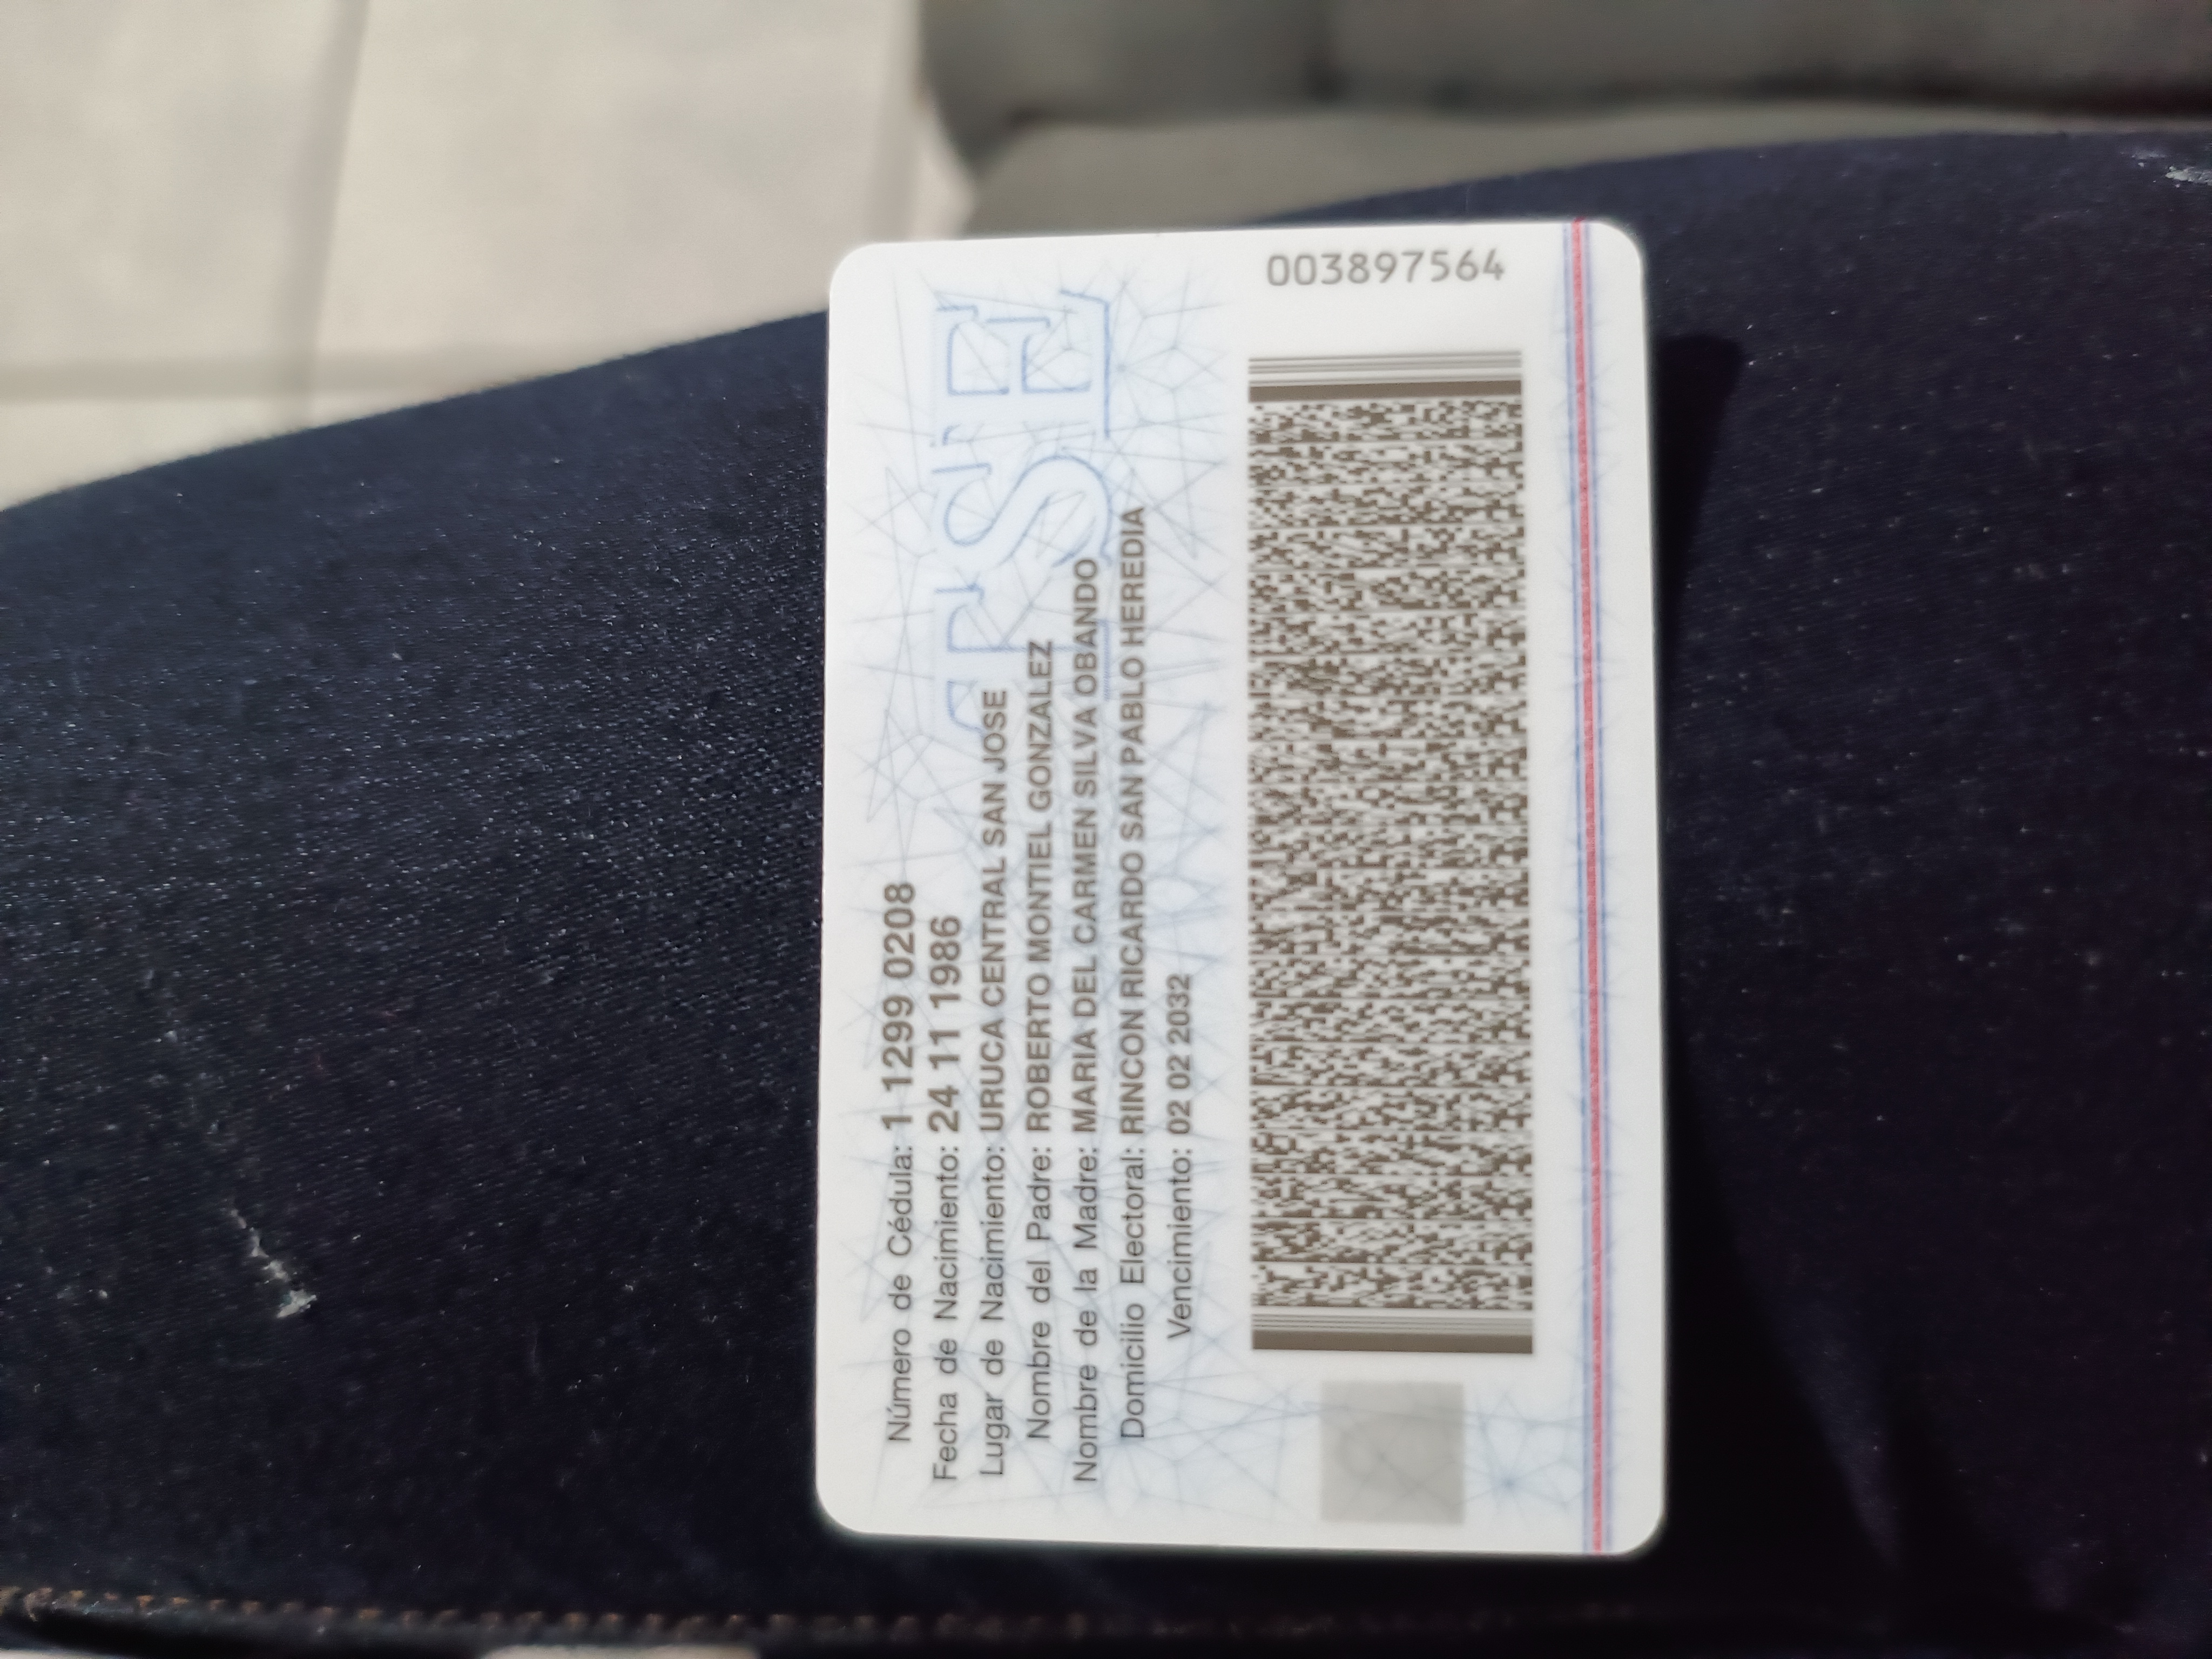 Número de Cédula: 1 1299 0208
Fecha de Nacimiento: 24 11 1986
Lugar de Nacimiento: URUCA CENTRAL SAN JOSE
Nombre del Padre: ROBERTO MONTIEL GONZALEZ
Nombre de la Madre: MARIA DEL CARMEN SILVA OBANDO
Domicilio Electoral: RINCON RICARDO SAN PABLO HEREDIA
Vencimiento: 02 02 2032
TSE
003897564